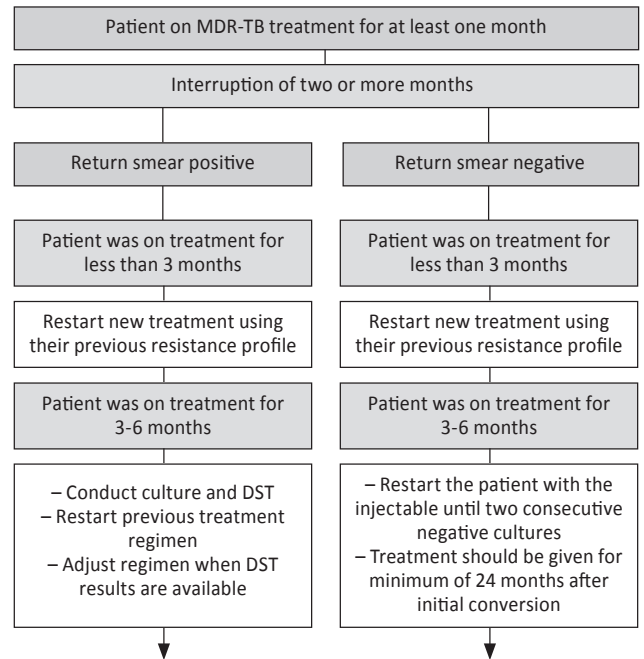 Patient on MDR-TB treatment for at least one month
Interruption of two or more months
Return smear positive
Return smear negative
Patient was on treatment for
less than 3 months
Patient was on treatment for
less than 3 months
Restart new treatment using
their previous resistance profile
Restart new treatment using
their previous resistance profile
Patient was on treatment for
3-6 months
Patient was on treatment for
3-6 months
– Conduct culture and DST
– Restart previous treatment
regimen
– Adjust regimen when DST
results are available
– Restart the patient with the
injectable until two consecutive
negative cultures
– Treatment should be given for
minimum of 24 months after
initial conversion